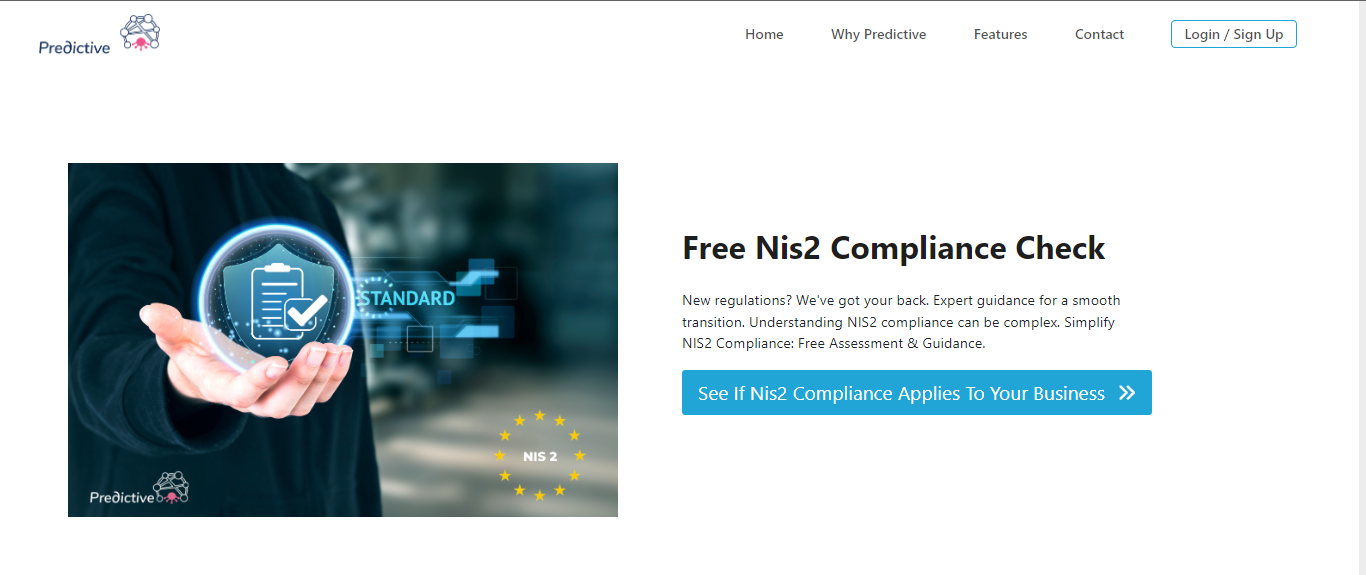 Predictive
Home
Why Predictive
Features
Contact
Login / Sign Up
STANDARD
NIS 2
Predictive
Free Nis2 Compliance Check
New regulations? We've got your back. Expert guidance for a smooth
transition. Understanding NIS2 compliance can be complex. Simplify
NIS2 Compliance: Free Assessment & Guidance.
See If Nis2 Compliance Applies To Your Business